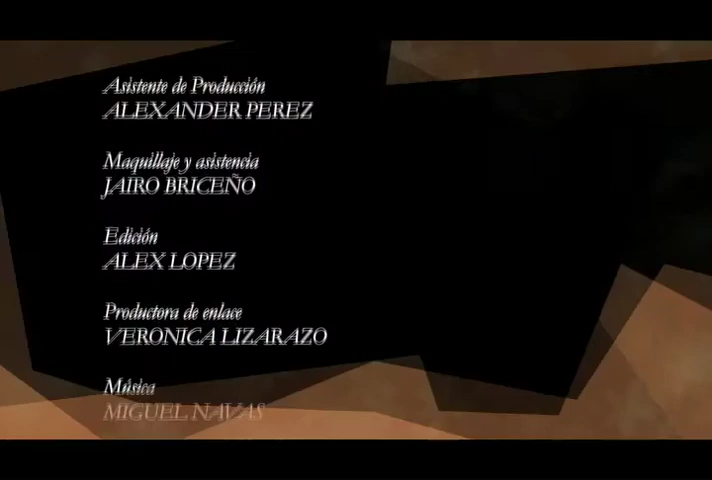 Asistente de Producción
ALEXANDER PEREZ
Maquillaje y asistencia
JAIRO BRICEÑO
Edición
ALEX LOPEZ
Productora de enlace
VERONICA LIZARAZO
Música
MIGUEL NAVAS